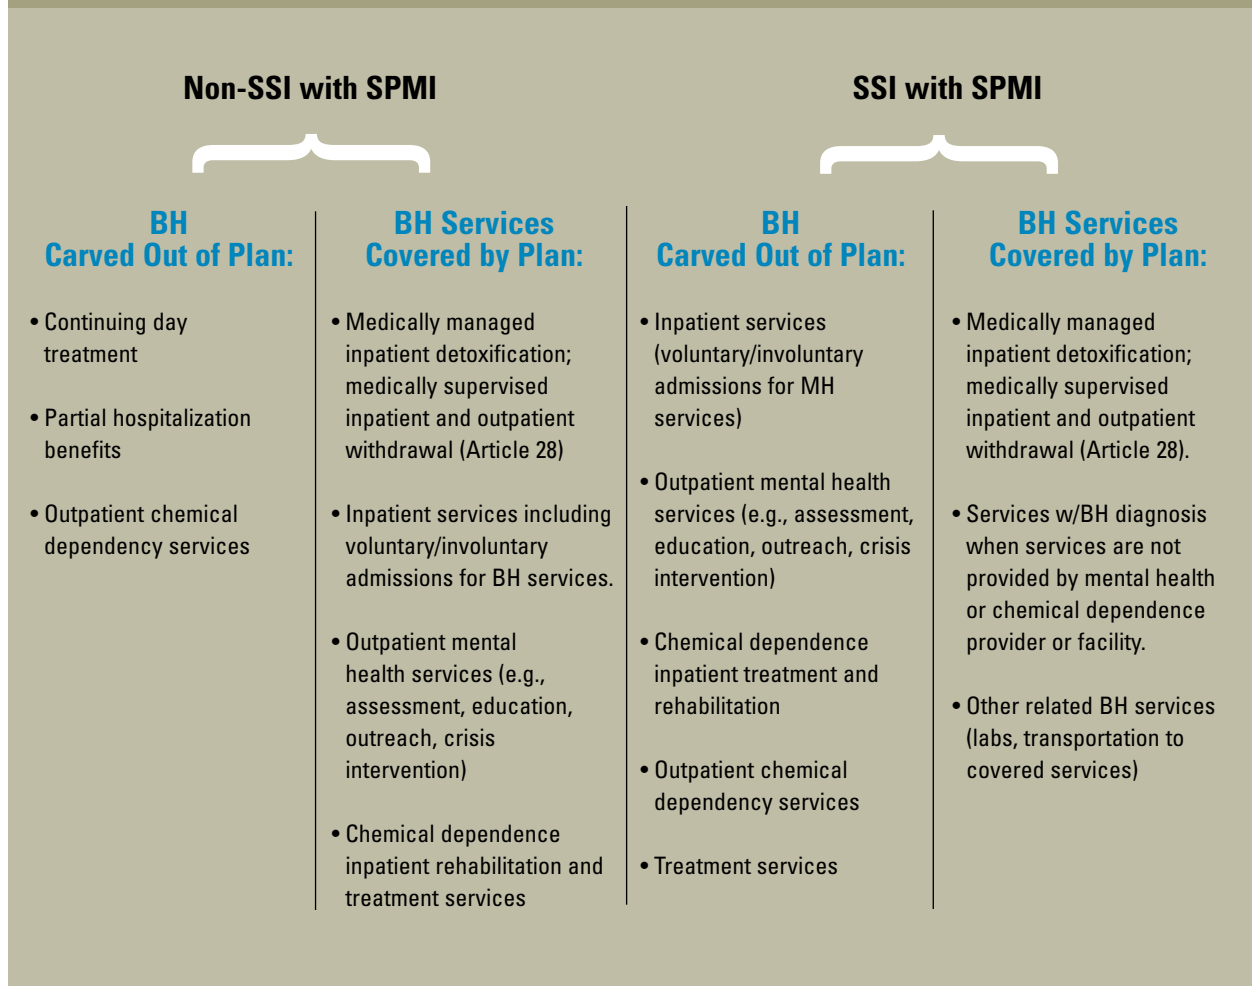 Non-SSI with SPMI
SSI with SPMI
BH
Carved Out of Plan:
• Continuing day
treatment
• Partial hospitalization
benefits
• Outpatient chemical
dependency services
BH Services
Covered by Plan:
• Medically managed
inpatient detoxification;
medically supervised
inpatient and outpatient
withdrawal (Article 28)
• Inpatient services including
voluntary/involuntary
admissions for BH services.
• Outpatient mental
health services (e.g.,
assessment, education,
outreach, crisis
intervention)
• Chemical dependence
inpatient rehabilitation and
treatment services
BH
Carved Out of Plan:
• Inpatient services
(voluntary/involuntary
admissions for MH
services)
• Outpatient mental health
services (e.g., assessment,
education, outreach, crisis
intervention)
• Chemical dependence
inpatient treatment and
rehabilitation
• Outpatient chemical
dependency services
• Treatment services
BH Services
Covered by Plan:
• Medically managed
inpatient detoxification;
medically supervised
inpatient and outpatient
withdrawal (Article 28).
• Services w/BH diagnosis
when services are not
provided by mental health
or chemical dependence
provider or facility.
• Other related BH services
(labs, transportation to
covered services)